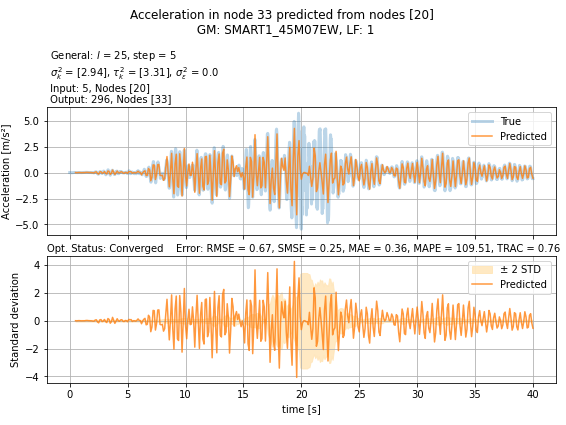 Acceleration in node 33 predicted from nodes [20]
GM: SMART1_45M07EW, LF: 1
General: l = 25, step = 5
σ²ₖ = [2.94], τ²ₖ = [3.31], σ²ε = 0.0
Input: 5, Nodes [20]
Output: 296, Nodes [33]
Acceleration [m/s²]
5.0
2.5
0.0
−2.5
−5.0
True
Predicted
Opt. Status: Converged Error: RMSE = 0.67, SMSE = 0.25, MAE = 0.36, MAPE = 109.51, TRAC = 0.76
Standard deviation
4
2
0
−2
−4
± 2 STD
Predicted
0 5 10 15 20 25 30 35 40
time [s]